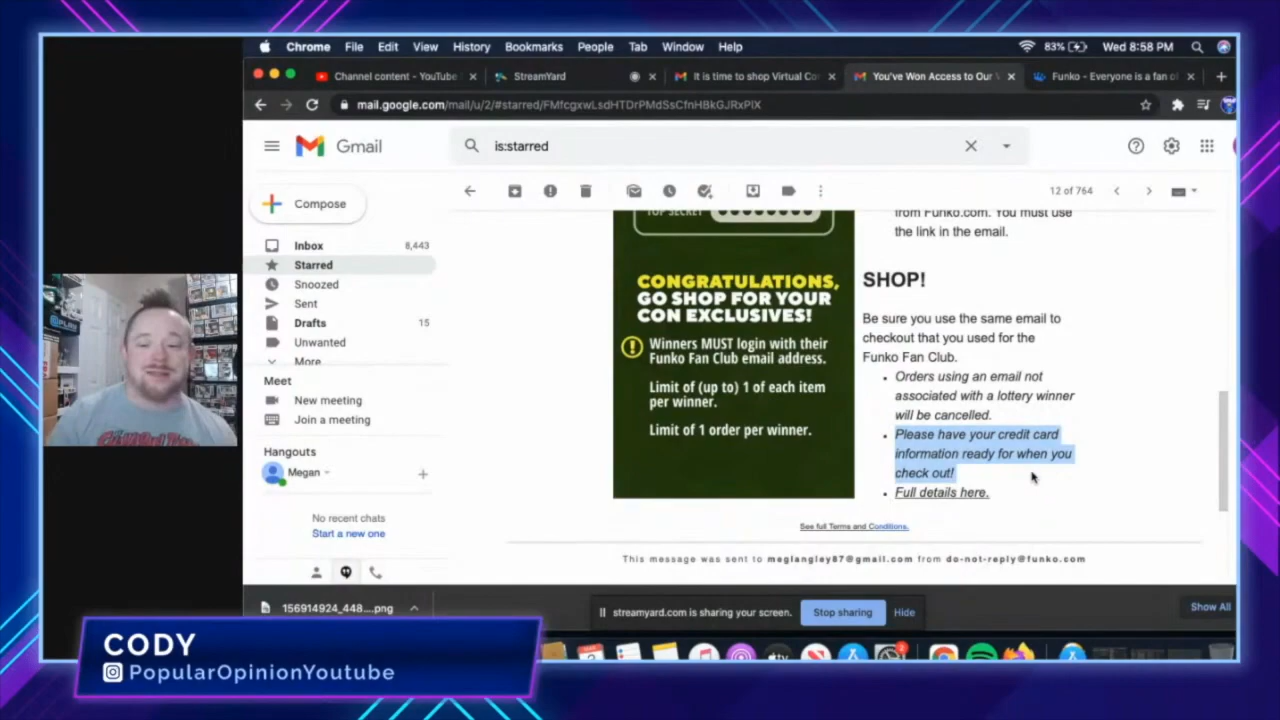 Chrome File Edit View History Bookmarks People Tab Window Help
83% Wed 8:58 PM
Channel content - YouTube
StreamYard
It is time to shop Virtual Co
You've Won Access to Our V
Funko - Everyone is a fan of
mail.google.com/mail/u/2/#starred/FMfcgxwLsdHTDrPMdSsCfnHBkGJRxPlX
Gmail
is:starred
12 of 764
Compose
Inbox 8,443
Starred
Snoozed
Sent
Drafts 15
Unwanted
More
Meet
New meeting
Join a meeting
Hangouts
Megan
No recent chats
Start a new one
TOP SECRET
CONGRATULATIONS,
GO SHOP FOR YOUR
CON EXCLUSIVES!
Winners MUST login with their
Funko Fan Club email address.
Limit of (up to) 1 of each item
per winner.
Limit of 1 order per winner.
from Funko.com. You must use
the link in the email.
SHOP!
Be sure you use the same email to
checkout that you used for the
Funko Fan Club.
Orders using an email not
associated with a lottery winner
will be cancelled.
Please have your credit card
information ready for when you
check out!
Full details here.
See full Terms and Conditions.
This message was sent to meglangley87@gmail.com from do-not-reply@funko.com
156914924_448....png
streamyard.com is sharing your screen. Stop sharing Hide
Show All
CODY
PopularOpinionYoutube